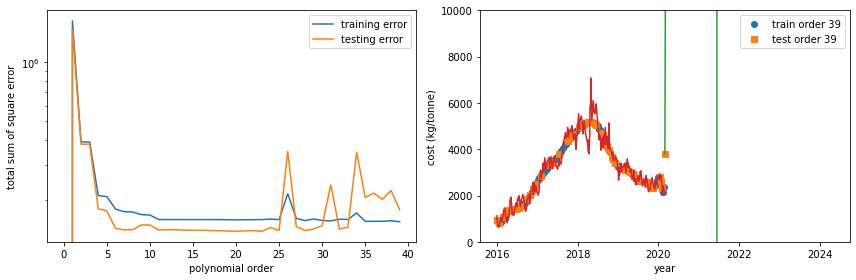 training error
testing error
10⁶
total sum of square error
0 5 10 15 20 25 30 35 40
polynomial order
train order 39
test order 39
10000
8000
6000
4000
2000
0
cost (kg/tonne)
2016 2018 2020 2022 2024
year